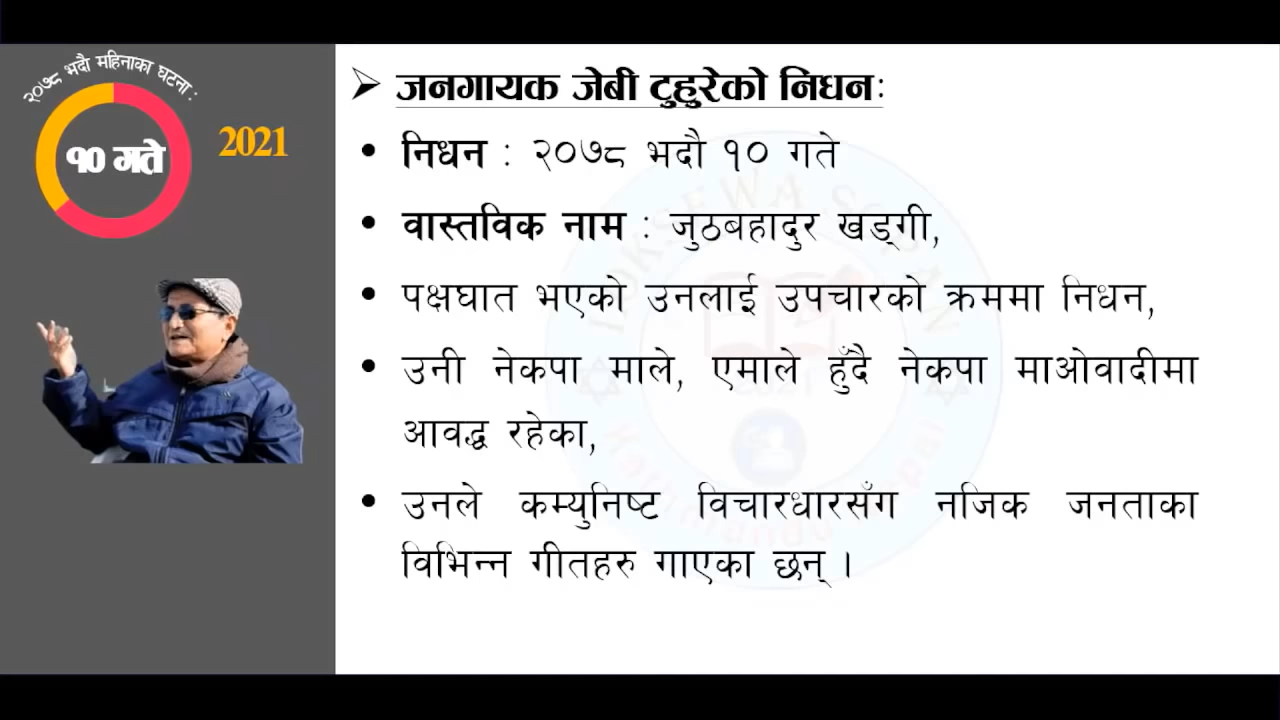 २०७८ भदौ महिनाका घटना :
१० गते
2021
जनगायक जेबी टुहुरेको निधनः
निधन : २०७८ भदौ १० गते
वास्तविक नाम : जुठबहादुर खड्गी,
पक्षघात भएको उनलाई उपचारको क्रममा निधन,
उनी नेकपा माले, एमाले हुँदै नेकपा माओवादीमा
आवद्ध रहेका,
उनले कम्युनिष्ट विचारधारसँग नजिक जनताका
विभिन्न गीतहरु गाएका छन् ।
LOKSEWA SOPAN